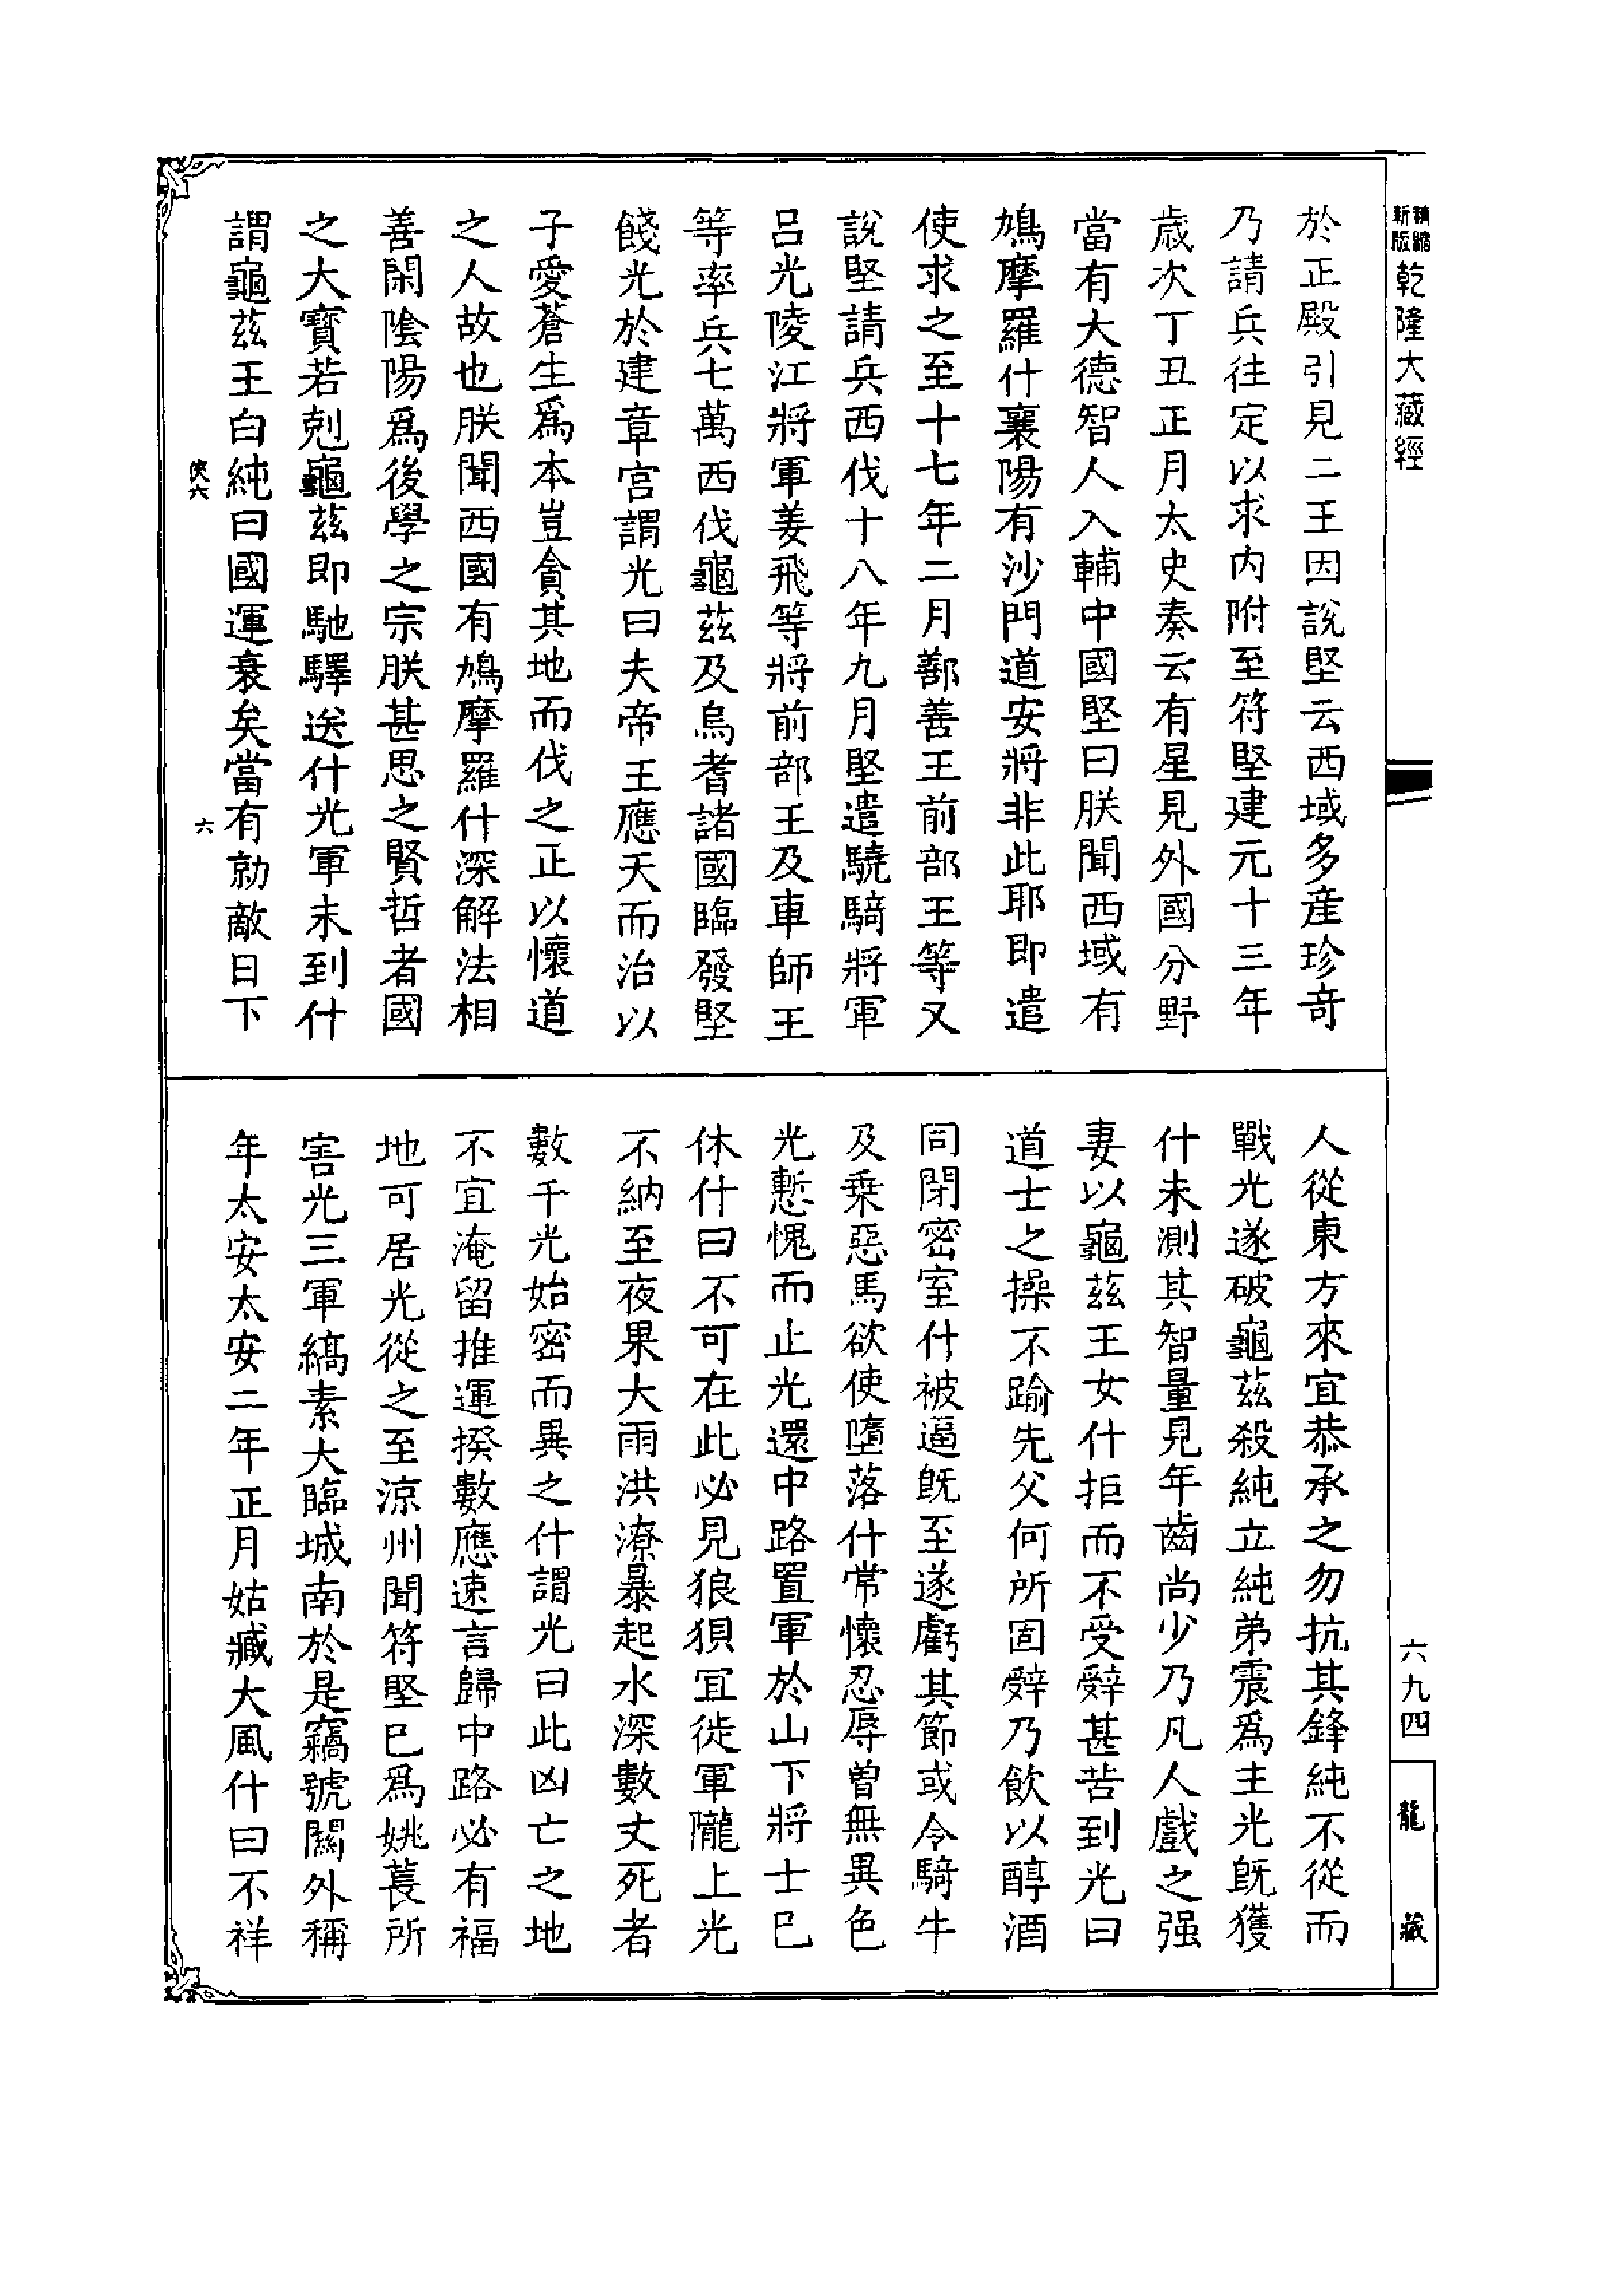 精縮
新版
乾隆大藏經
於正殿引見二王因說堅云西域多產珍奇
乃請兵往定以求内附至符堅建元十三年
歲次丁丑正月太史奏云有星見外國分野
當有大德智人入輔中國堅曰朕聞西域有
鳩摩羅什襄陽有沙門道安將非此耶即遣
使求之至十七年二月鄯善王前部王等又
說堅請兵西伐十八年九月堅遣驍騎將軍
呂光陵江將軍姜飛等將前部王及車師王
等率兵七萬西伐龜茲及烏耆諸國臨發堅
餞光於建章宫謂光曰夫帝王應天而治以
子愛蒼生爲本豈貪其地而伐之正以懷道
之人故也朕聞西國有鳩摩羅什深解法相
善閑陰陽爲後學之宗朕甚思之賢哲者國
之大寶若剋龜茲即馳驛送什光軍未到什
謂龜茲王白純曰國運衰矣當有勍敵日下
俠六
六
人從東方來宜恭承之勿抗其鋒純不從而
戰光遂破龜茲殺純立純弟震爲主光旣獲
什未測其智量見年齒尚少乃凡人戲之强
妻以龜茲王女什拒而不受辭甚苦到光曰
道士之操不踰先父何所固辭乃飲以醇酒
同閉密室什被逼旣至遂虧其節或令騎牛
及乘惡馬欲使墮落什常懷忍辱曾無異色
光慙愧而止光還中路置軍於山下將士巳
休什曰不可在此必見狼狽宜徙軍隴上光
不納至夜果大雨洪潦暴起水深數丈死者
數千光始密而異之什謂光曰此凶亡之地
不宜淹留推運揆數應速言歸中路必有福
地可居光從之至涼州聞符堅巳爲姚萇所
害光三軍縞素大臨城南於是竊號關外稱
年太安太安二年正月姑臧大風什曰不祥
六九四
龍藏